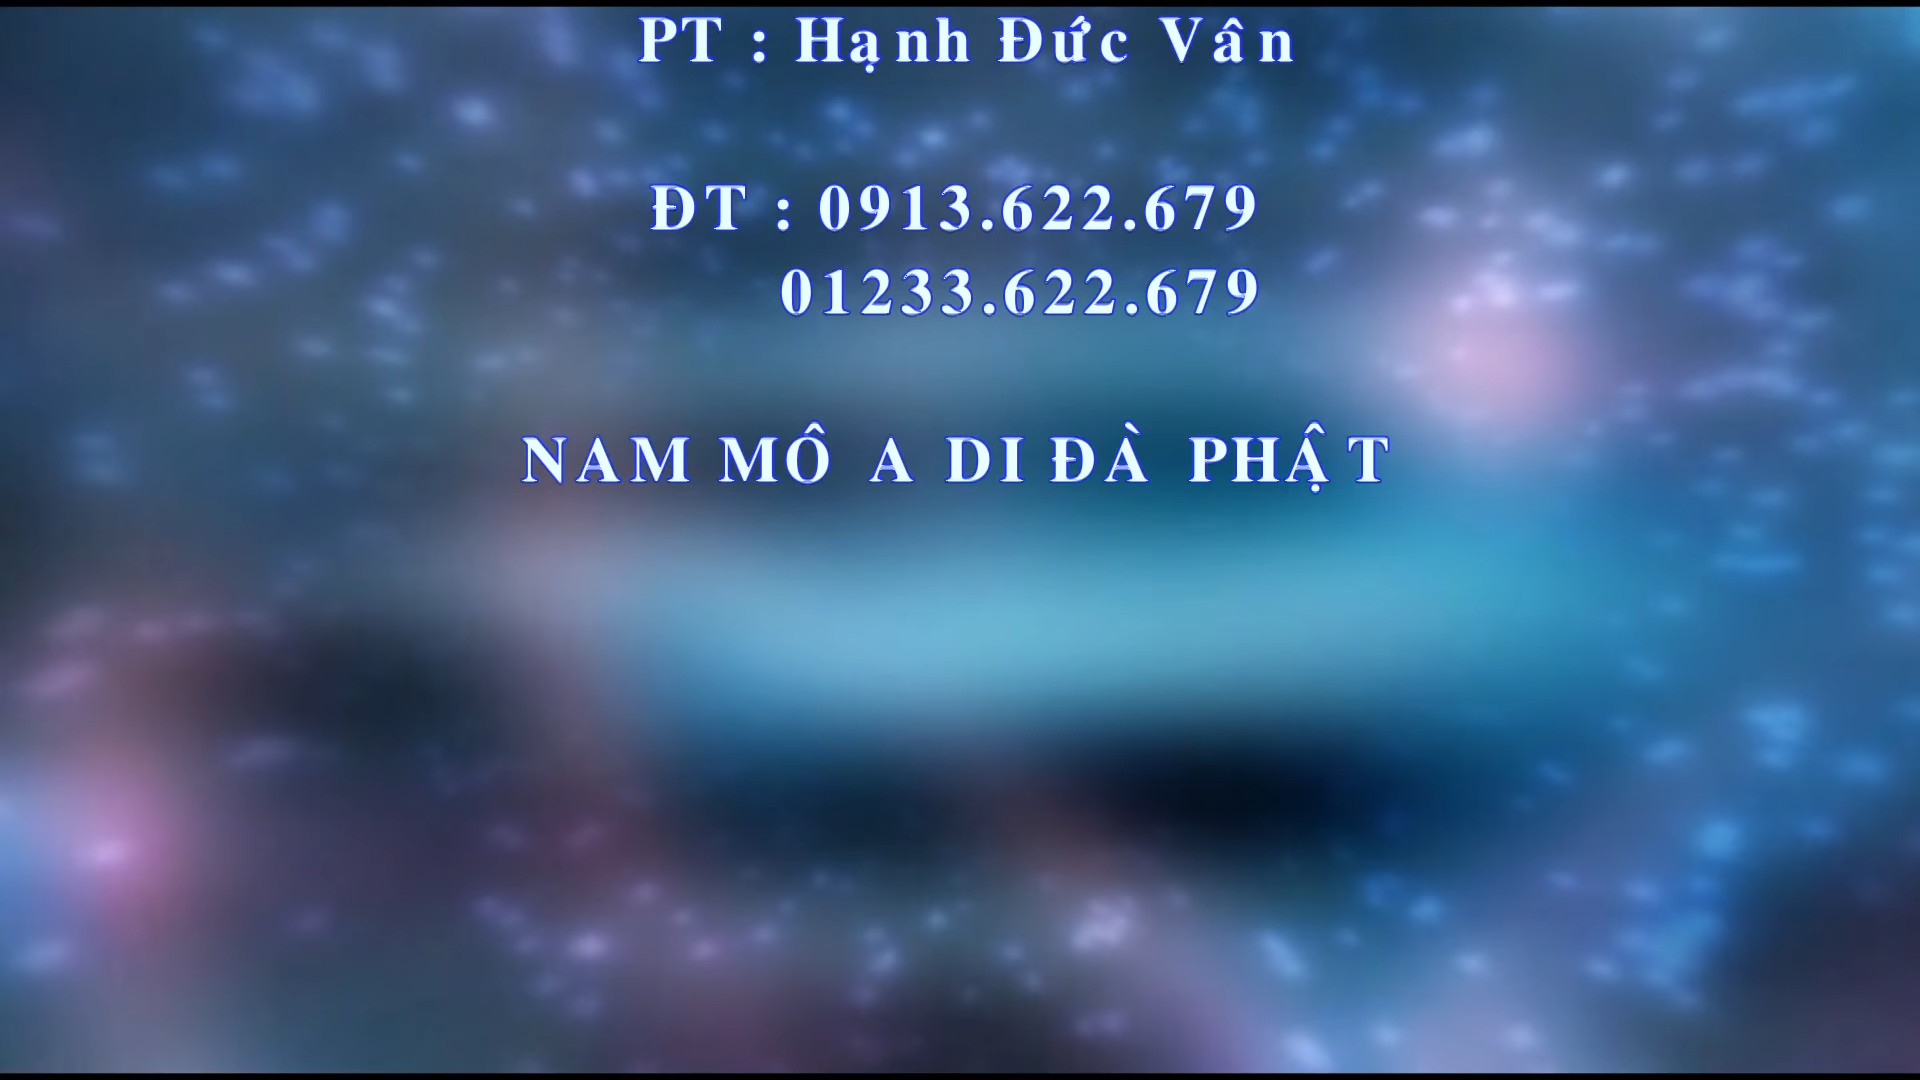 PT : Hạnh Đức Vân
ĐT : 0913.622.679
01233.622.679
NAM MÔ A DI ĐÀ PHẬT